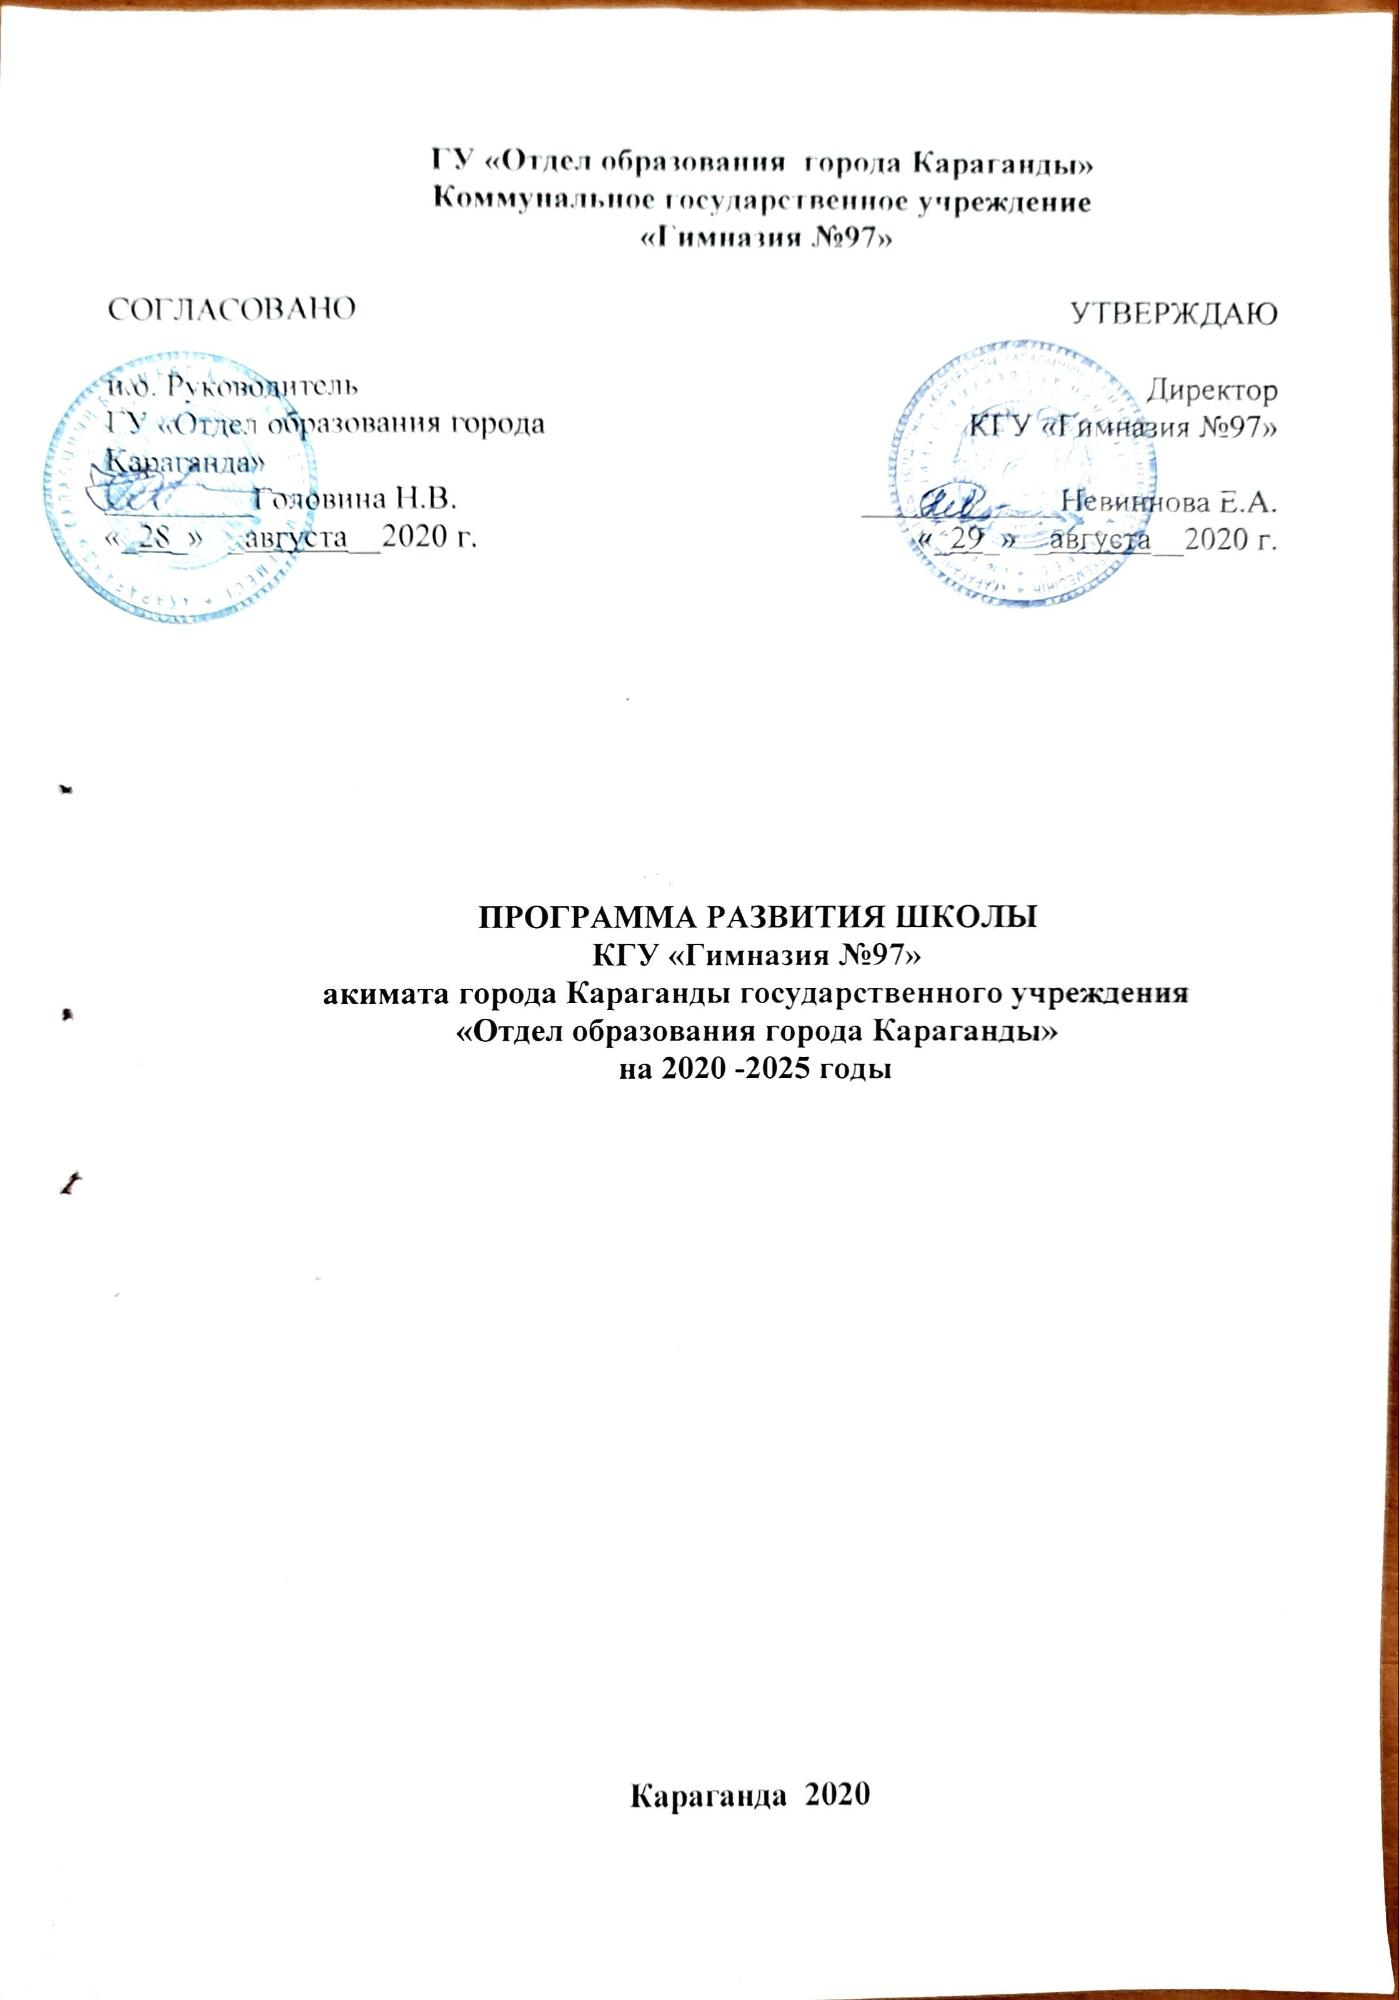 ГУ «Отдел образования города Караганды»
Коммунальное государственное учреждение
«Гимназия №97»
СОГЛАСОВАНО
и.о. Руководитель
ГУ «Отдел образования города
Караганда»
Головина Н.В.
« 28 » августа 2020 г.
УТВЕРЖДАЮ
Директор
КГУ «Гимназия №97»
Невиннова Е.А.
« 29 » августа 2020 г.
ПРОГРАММА РАЗВИТИЯ ШКОЛЫ
КГУ «Гимназия №97»
акимата города Караганды государственного учреждения
«Отдел образования города Караганды»
на 2020 -2025 годы
Караганда 2020